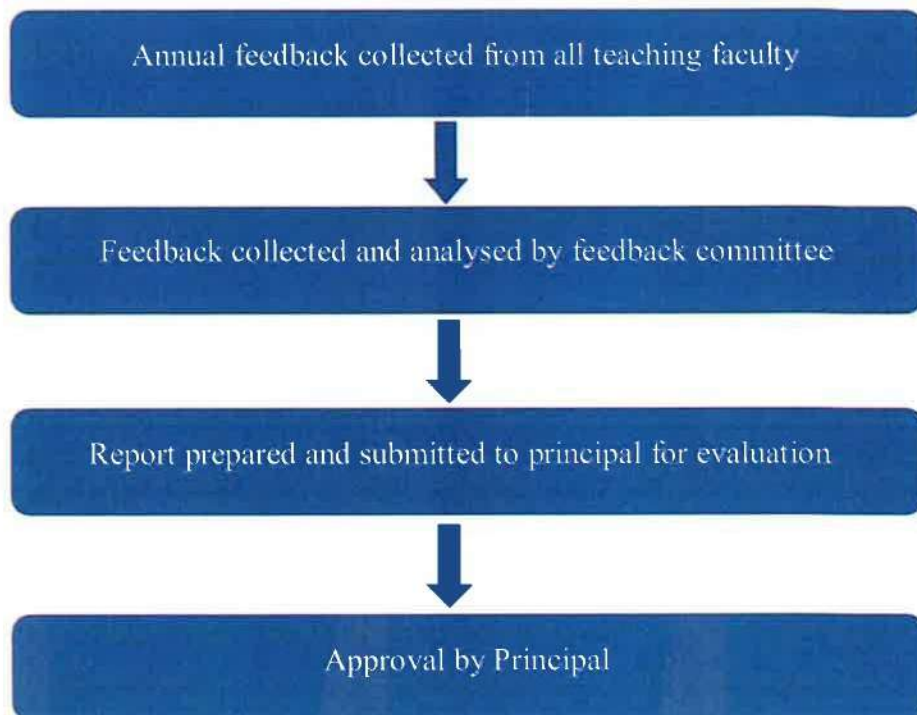 Annual feedback collected from all teaching faculty
Feedback collected and analysed by feedback committee
Report prepared and submitted to principal for evaluation
Approval by Principal